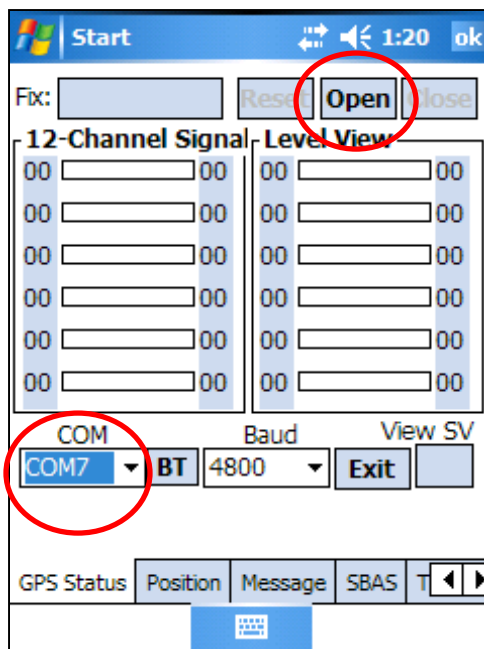 Start 1:20 ok
Fix: Reset Open Close
12-Channel Signal Level View
00 00 00 00
00 00 00 00
00 00 00 00
00 00 00 00
00 00 00 00
00 00 00 00
COM Baud View SV
COM7 BT 4800 Exit
GPS Status Position Message SBAS T